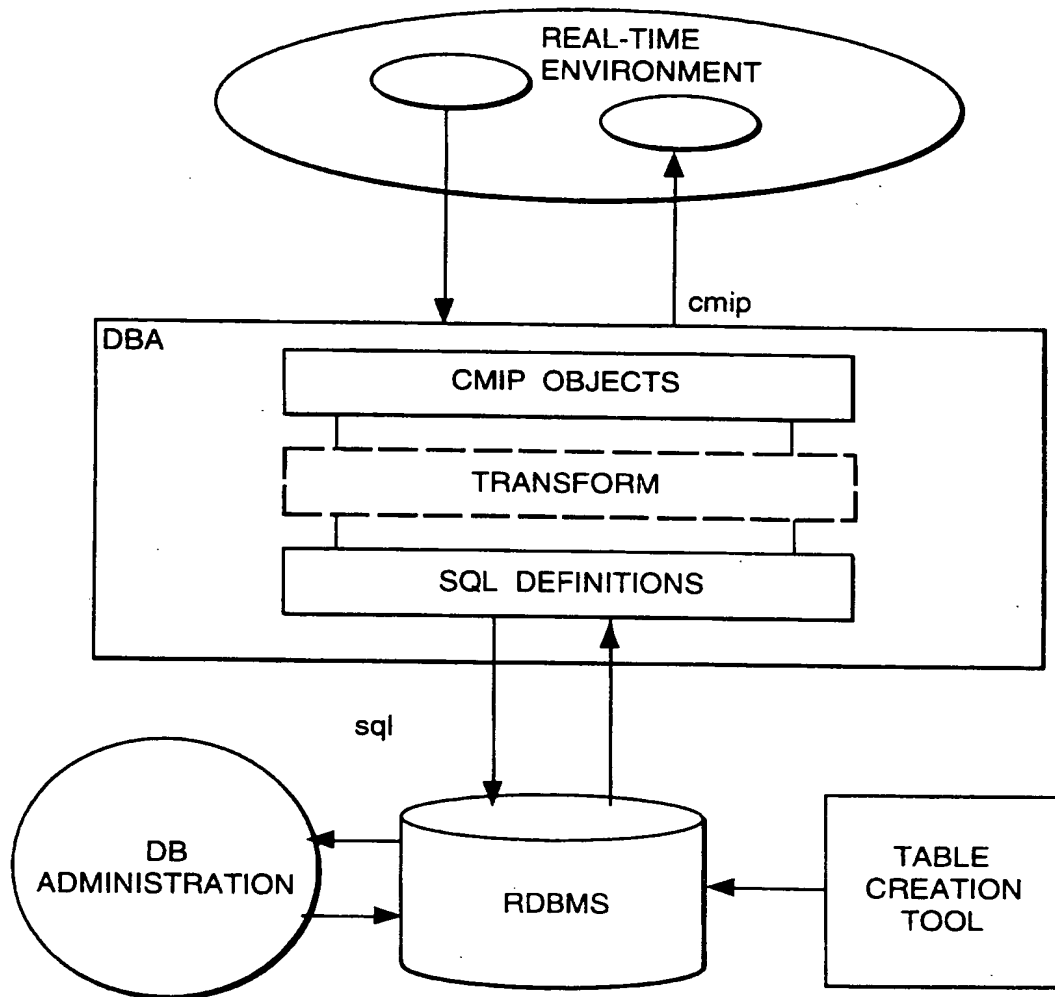 REAL-TIME
ENVIRONMENT
cmip
DBA
CMIP OBJECTS
TRANSFORM
SQL DEFINITIONS
sql
DB
ADMINISTRATION
RDBMS
TABLE
CREATION
TOOL